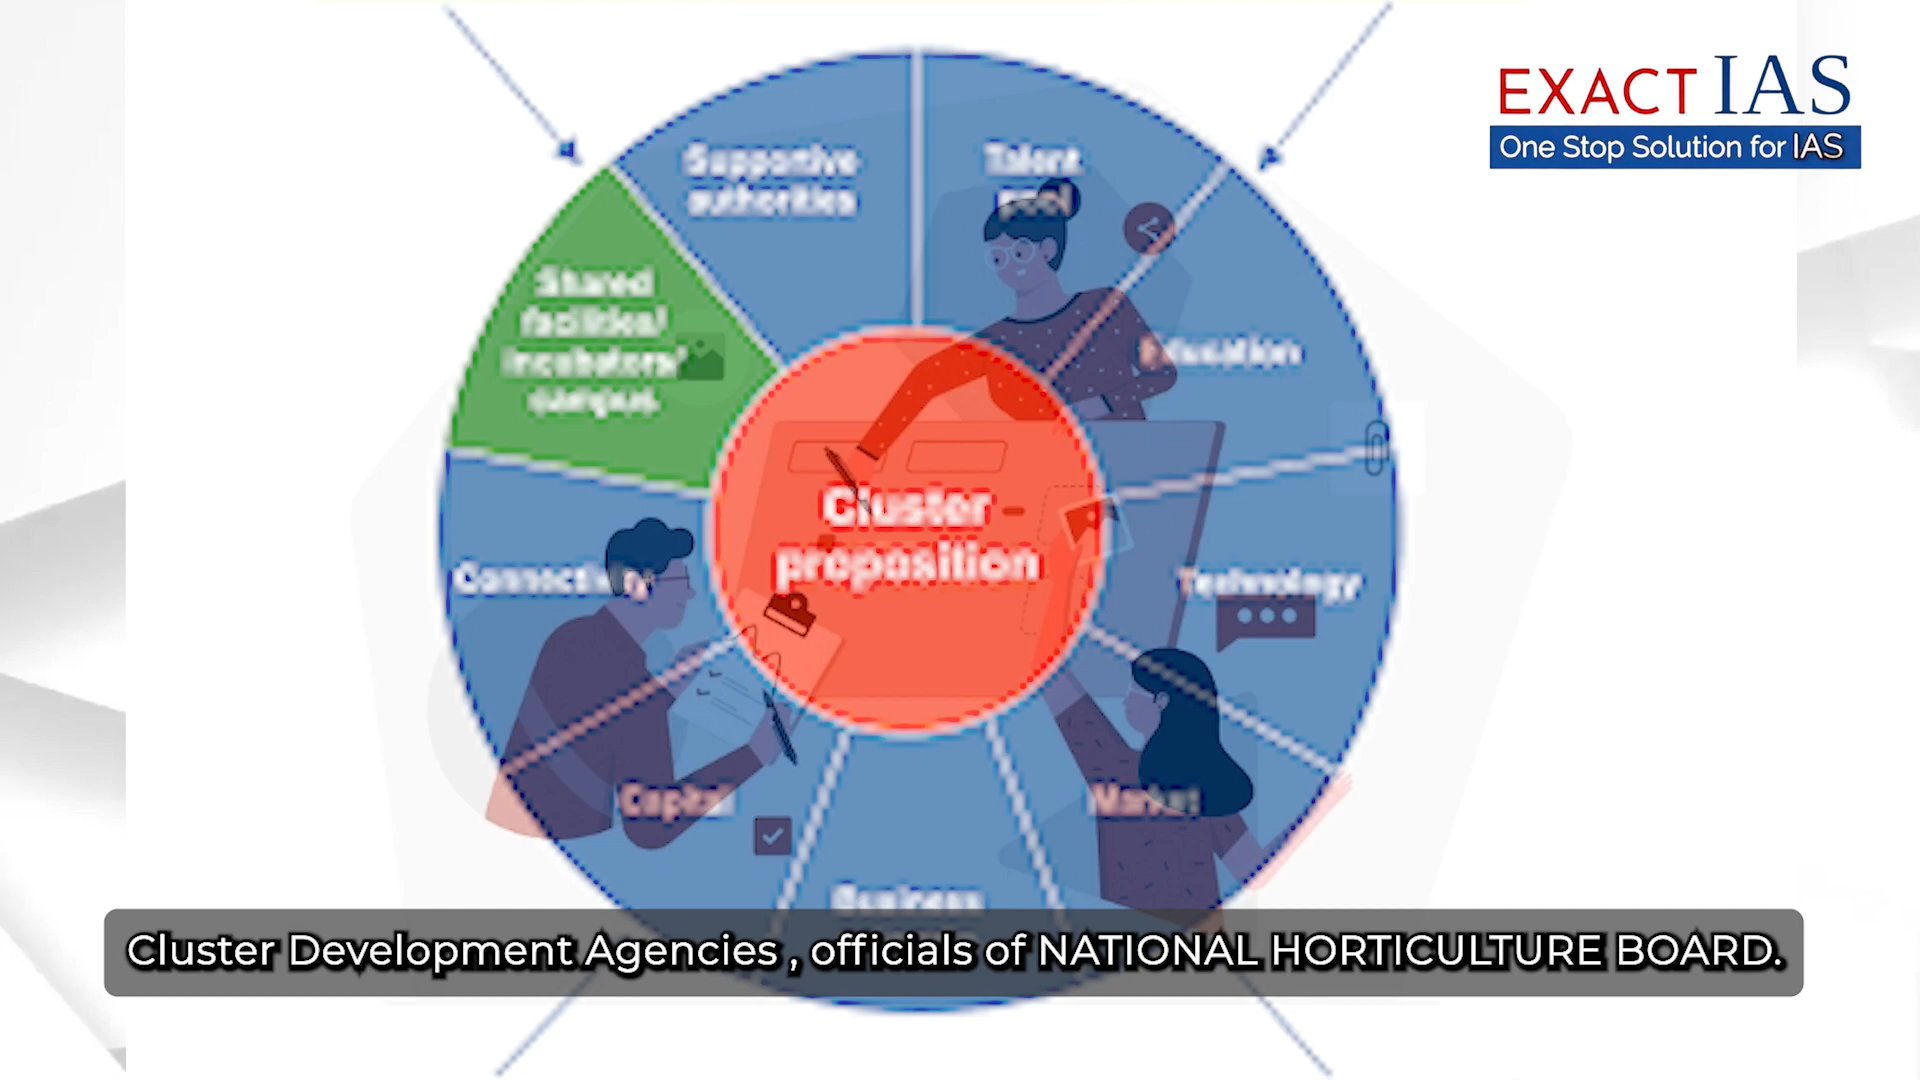 EXACT IAS
One Stop Solution for IAS
Supportive
authorities
Talent
pool
Shared
facilities/
incubators/
campus
Education
Cluster
proposition
Connectivity
Technology
Capital
Market
Business
Cluster Development Agencies , officials of NATIONAL HORTICULTURE BOARD.